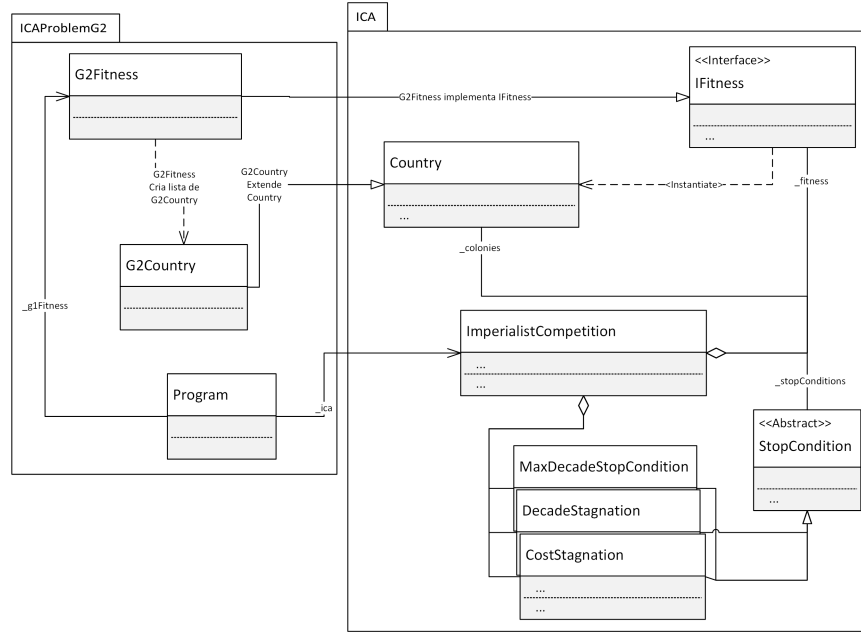 ICA
ICAProblemG2
G2Fitness
<<Interface>>
IFitness
...
G2Fitness implementa IFitness
Country
...
G2Fitness
Cria lista de
G2Country
G2Country
Extende
Country
<Instantiate>
_fitness
_colonies
G2Country
_g1Fitness
ImperialistCompetition
...
...
Program
_ica
_stopConditions
<<Abstract>>
StopCondition
...
MaxDecadeStopCondition
DecadeStagnation
CostStagnation
...
...